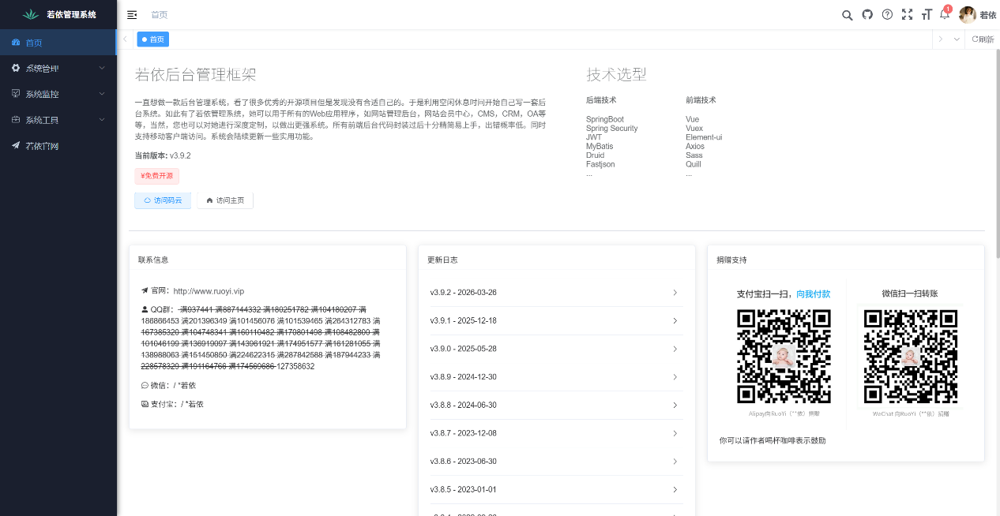 若依管理系统
首页
系统管理
系统监控
系统工具
若依官网
首页
1
若依
首页
刷新
若依后台管理框架
一直想做一款后台管理系统，看了很多优秀的开源项目但是发现没有合适自己的。于是利用空闲休息时间开始自己写一套后
台系统。如此有了若依管理系统，她可以用于所有的Web应用程序，如网站管理后台，网站会员中心，CMS，CRM，OA等
等，当然，您也可以对她进行深度定制，以做出更强系统。所有前端后台代码封装过后十分精简易上手，出错概率低。同时
支持移动客户端访问。系统会陆续更新一些实用功能。
当前版本: v3.9.2
¥免费开源
访问码云
访问主页
技术选型
后端技术
SpringBoot
Spring Security
JWT
MyBatis
Druid
Fastjson
...
前端技术
Vue
Vuex
Element-ui
Axios
Sass
Quill
...
联系信息
官网：http://www.ruoyi.vip
QQ群： 满937441 满887144332 满180251782 满104180207 满
186866453 满201396349 满101456076 满101539465 满264312783 满
167385320 满104748341 满160110482 满170801498 满108482800 满
101046199 满136919097 满143961921 满174951577 满161281055 满
138988063 满151450850 满224622315 满287842588 满187944233 满
228578329 满191164766 满174569686 127358632
微信：/ *若依
支付宝：/ *若依
更新日志
v3.9.2 - 2026-03-26
v3.9.1 - 2025-12-18
v3.9.0 - 2025-05-28
v3.8.9 - 2024-12-30
v3.8.8 - 2024-06-30
v3.8.7 - 2023-12-08
v3.8.6 - 2023-06-30
v3.8.5 - 2023-01-01
捐赠支持
支付宝扫一扫，向我付款
Alipay向RuoYi（**依）捐赠
微信扫一扫转账
WeChat 向RuoYi（**依）捐赠
你可以请作者喝杯咖啡表示鼓励